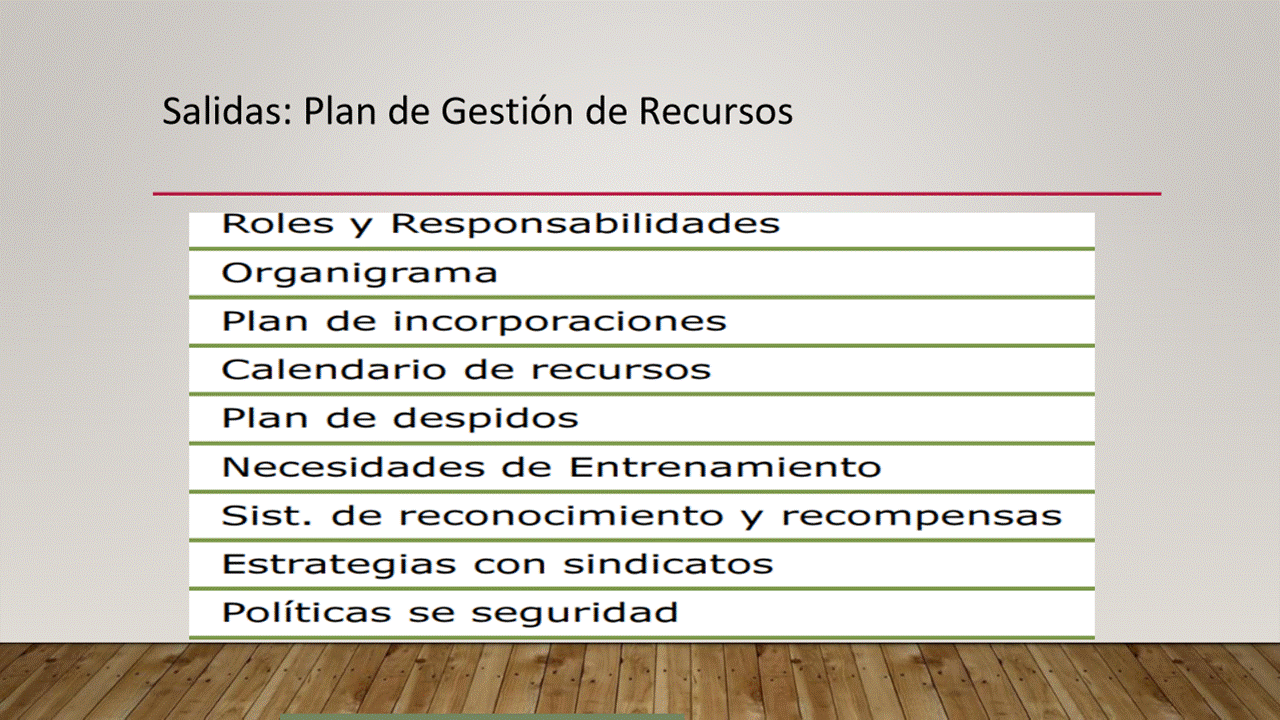 Salidas: Plan de Gestión de Recursos
Roles y Responsabilidades
Organigrama
Plan de incorporaciones
Calendario de recursos
Plan de despidos
Necesidades de Entrenamiento
Sist. de reconocimiento y recompensas
Estrategias con sindicatos
Políticas se seguridad